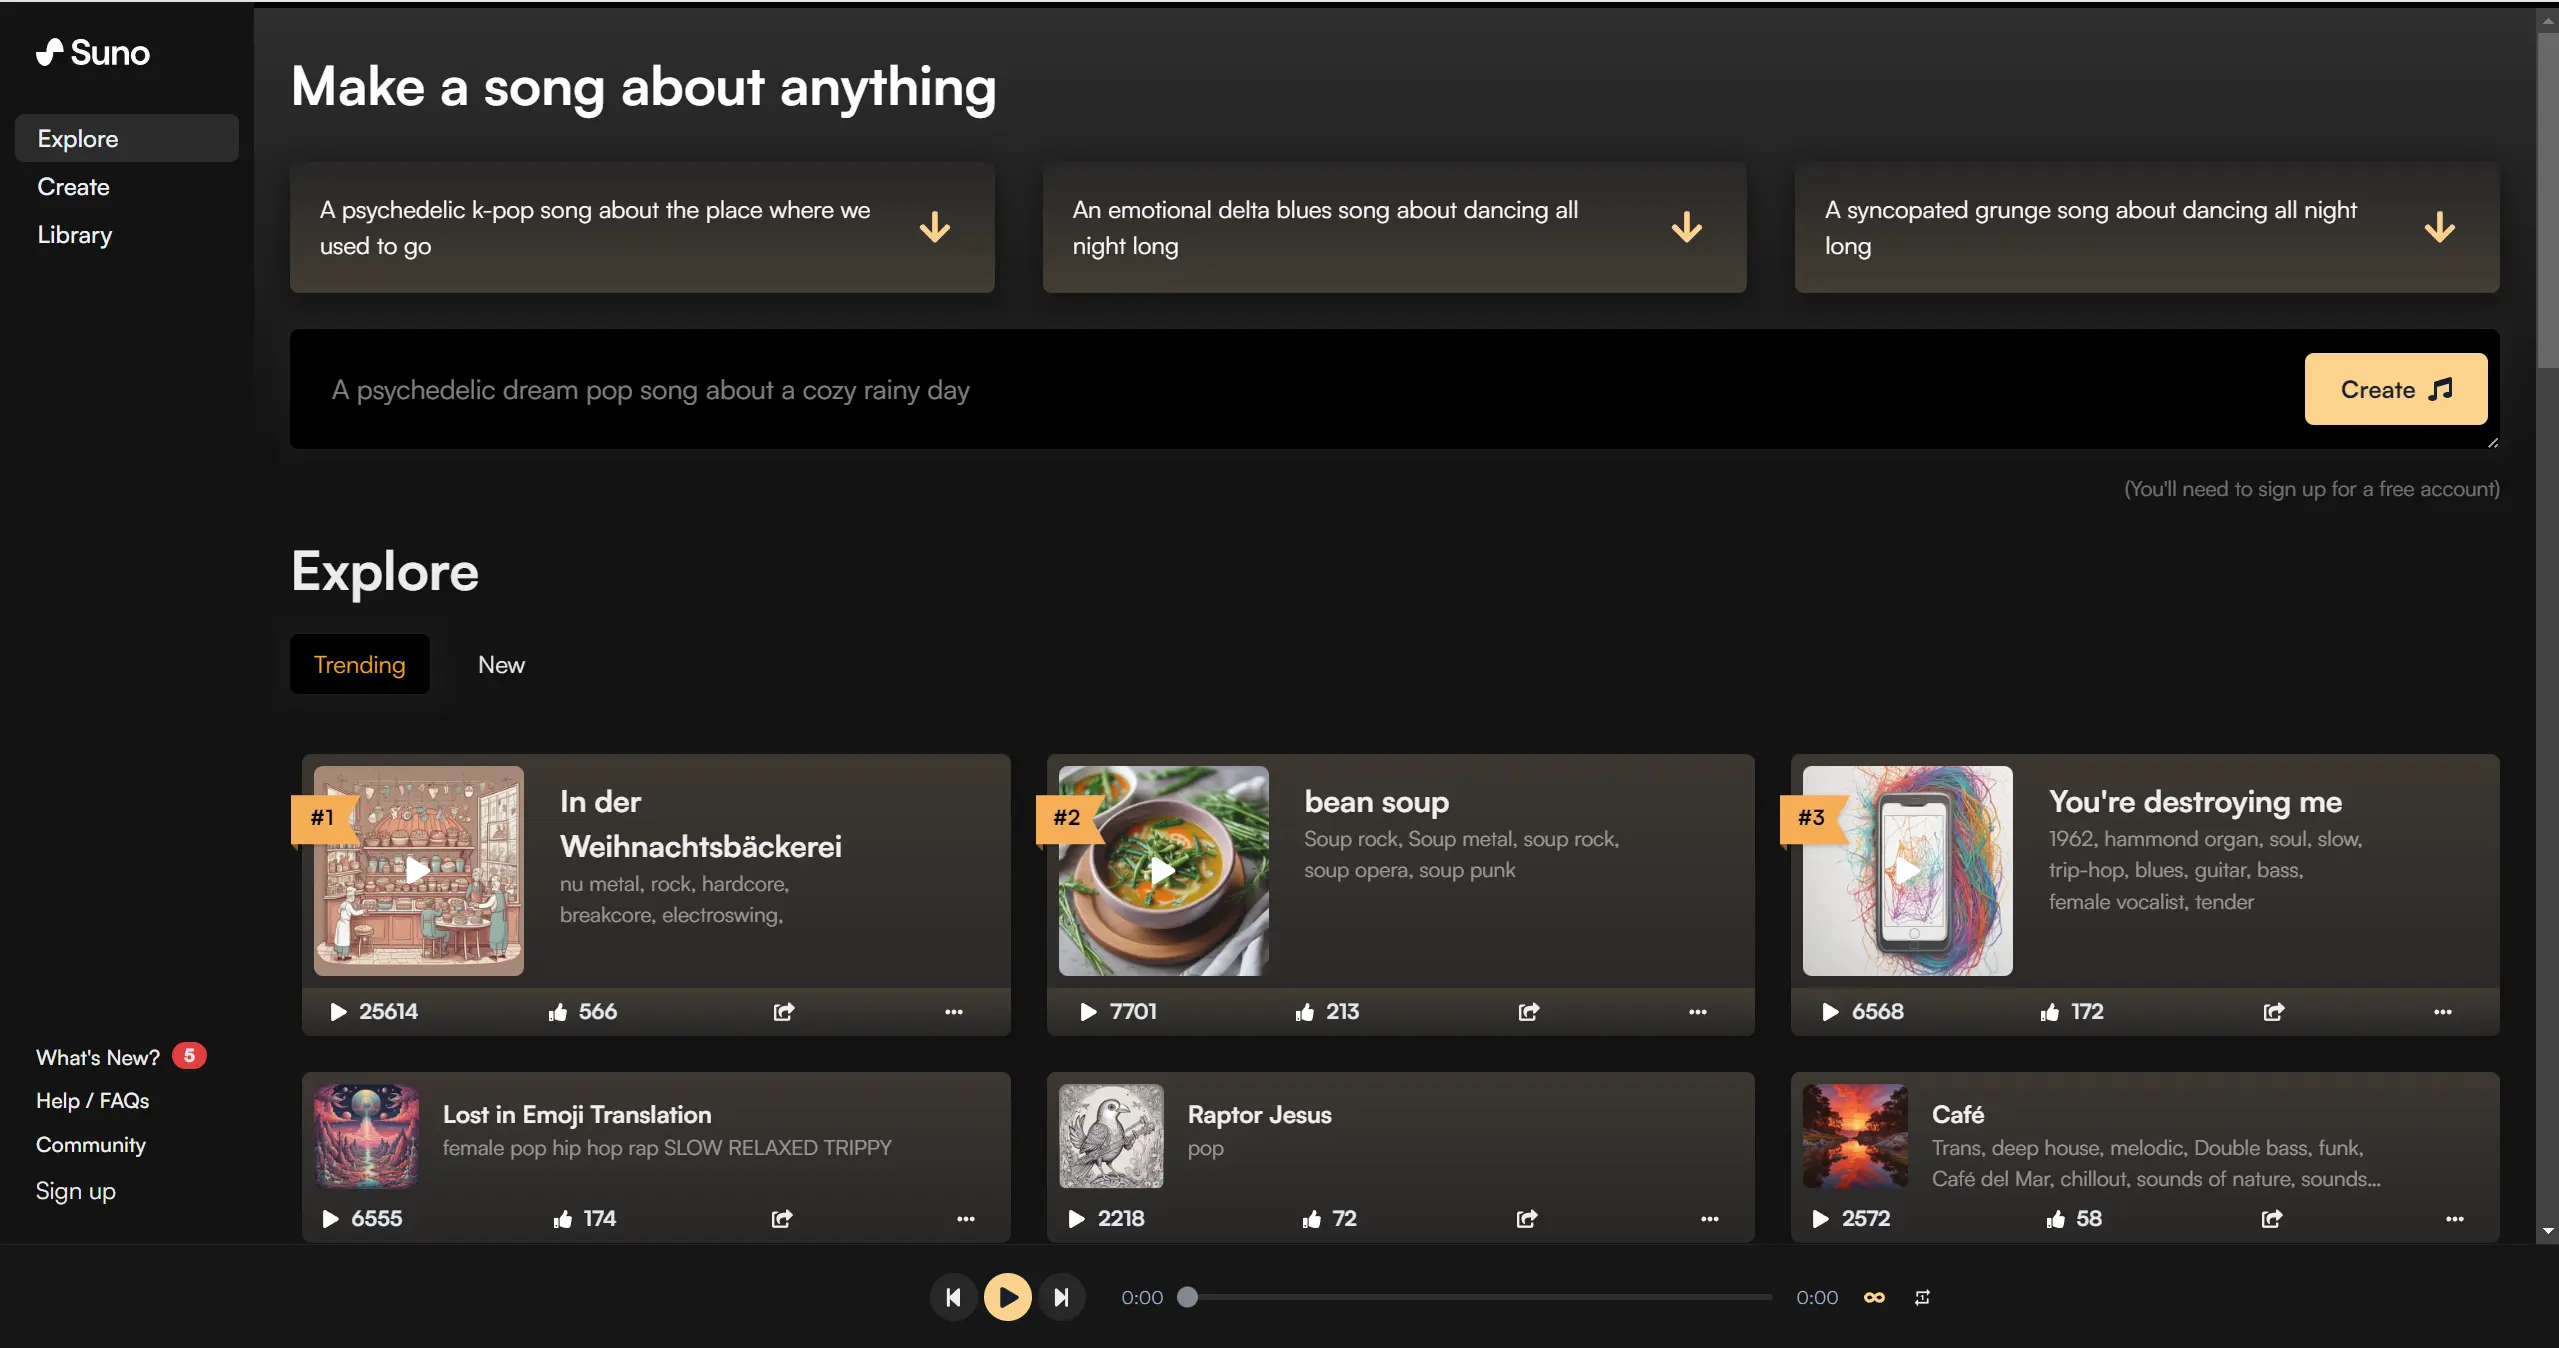 Suno
Explore
Create
Library
Make a song about anything
A psychedelic k-pop song about the place where we
used to go
An emotional delta blues song about dancing all
night long
A syncopated grunge song about dancing all night
long
A psychedelic dream pop song about a cozy rainy day
Create
(You'll need to sign up for a free account)
Explore
Trending
New
#1
In der
Weihnachtsbäckerei
nu metal, rock, hardcore,
breakcore, electroswing,
25614
566
#2
bean soup
Soup rock, Soup metal, soup rock,
soup opera, soup punk
7701
213
#3
You're destroying me
1962, hammond organ, soul, slow,
trip-hop, blues, guitar, bass,
female vocalist, tender
6568
172
Lost in Emoji Translation
female pop hip hop rap SLOW RELAXED TRIPPY
6555
174
Raptor Jesus
pop
2218
72
Café
Trans, deep house, melodic, Double bass, funk,
Café del Mar, chillout, sounds of nature, sounds...
2572
58
What's New? 5
Help / FAQs
Community
Sign up
0:00
0:00